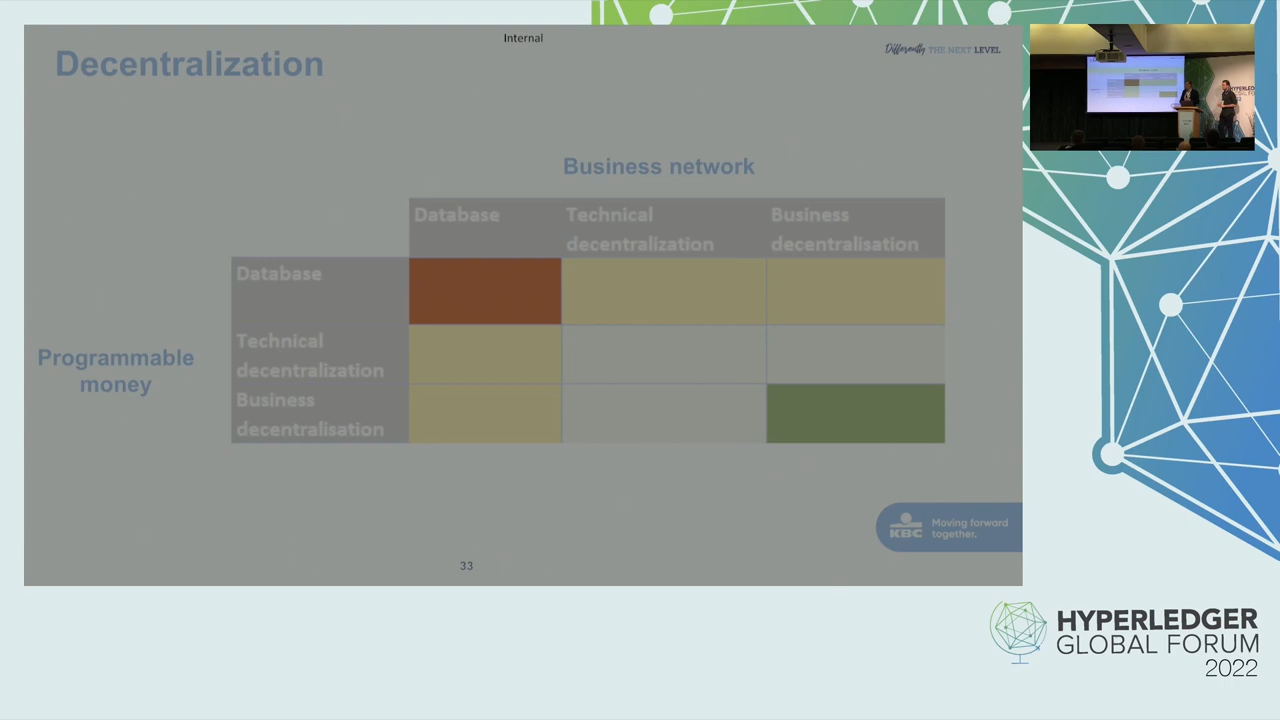 Internal
Decentralization
Differently THE NEXT LEVEL
Business network
Database
Technical
decentralization
Business
decentralisation
Database
Programmable
money
Technical
decentralization
Business
decentralisation
KBC
Moving forward
together.
33
HYPERLEDGER
GLOBAL FORUM
2022